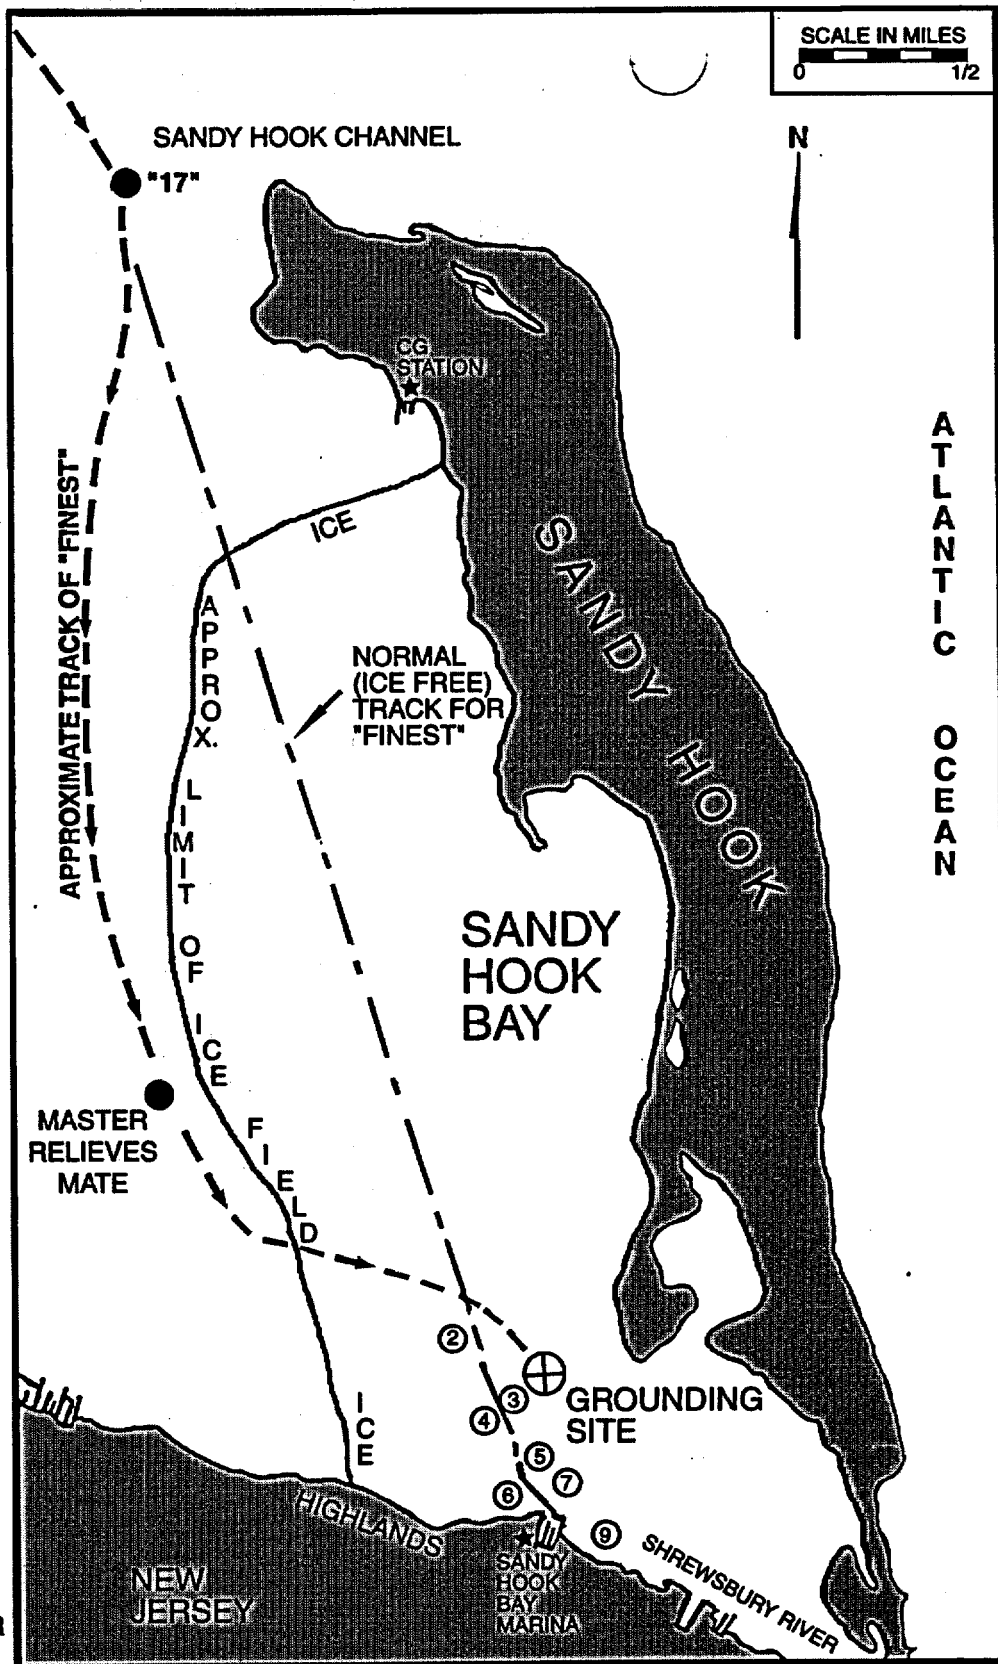 SCALE IN MILES
0 1/2
SANDY HOOK CHANNEL
"17"
N
CG
STATION
ATLANTIC OCEAN
ICE
SANDY HOOK
APPROXIMATE TRACK OF "FINEST"
APPROX. LIMIT OF ICE FIELD
NORMAL
(ICE FREE)
TRACK FOR
"FINEST"
SANDY
HOOK
BAY
MASTER
RELIEVES
MATE
2
3
4
GROUNDING
SITE
ICE
5
7
6
9
HIGHLANDS
SANDY
HOOK
BAY
MARINA
SHREWSBURY RIVER
NEW
JERSEY
R